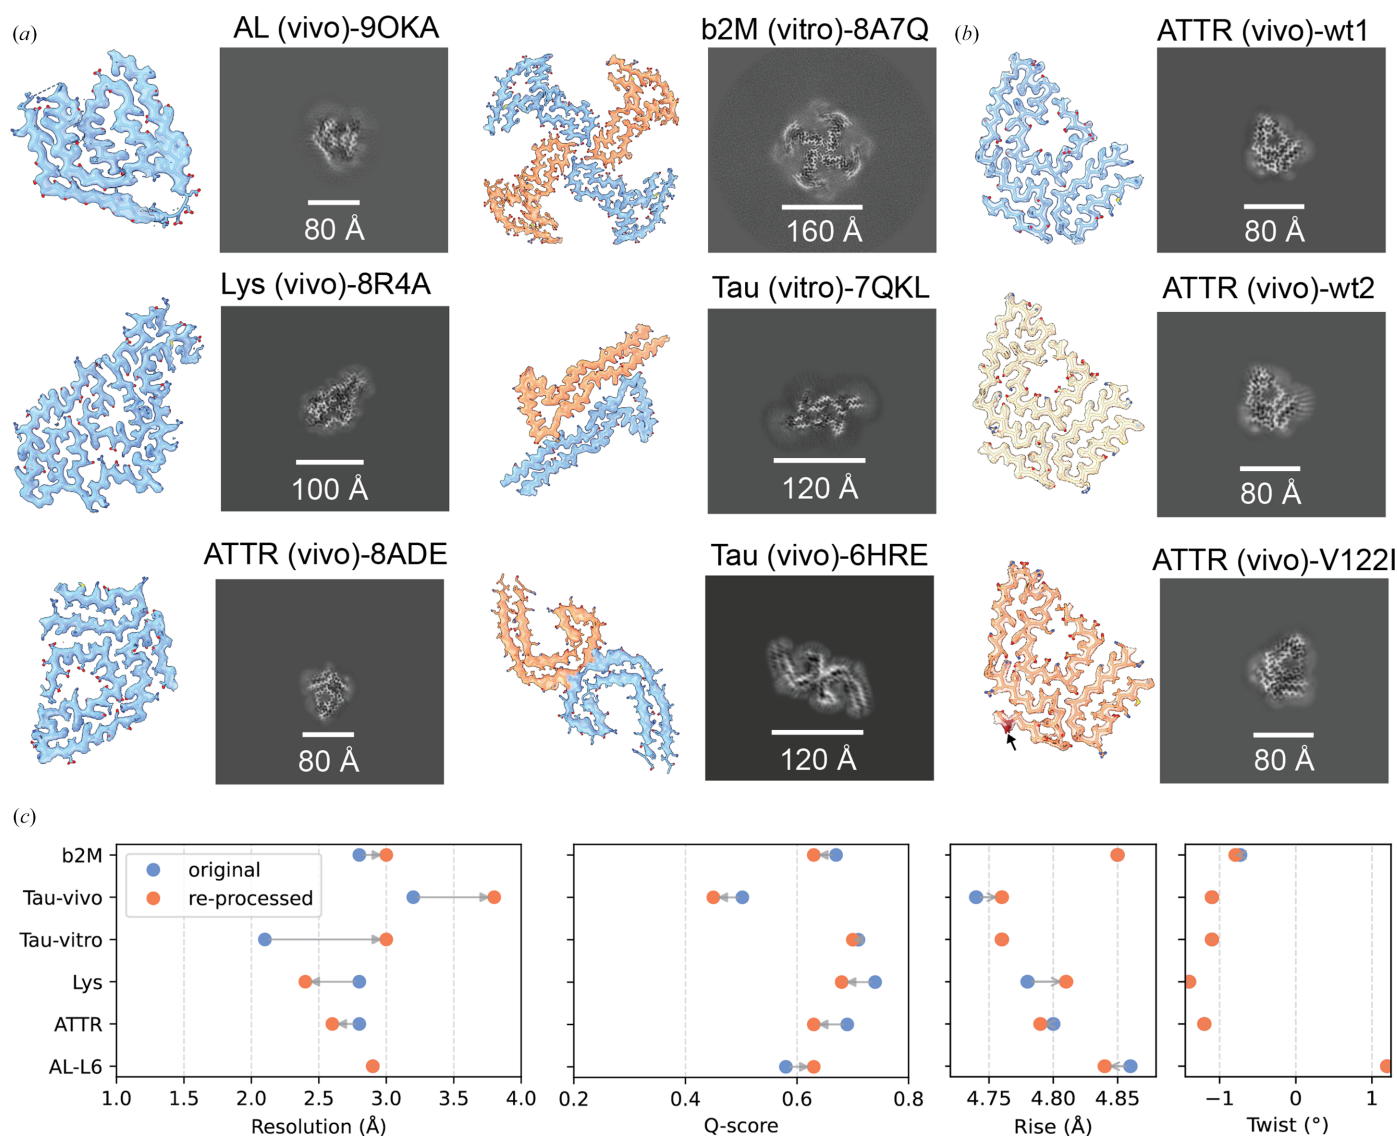 (a)
AL (vivo)-9OKA
b2M (vitro)-8A7Q
(b)
ATTR (vivo)-wt1
80 Å
160 Å
80 Å
Lys (vivo)-8R4A
Tau (vitro)-7QKL
ATTR (vivo)-wt2
100 Å
120 Å
80 Å
ATTR (vivo)-8ADE
Tau (vivo)-6HRE
ATTR (vivo)-V122I
80 Å
120 Å
80 Å
(c)
b2M
Tau-vivo
Tau-vitro
Lys
ATTR
AL-L6
original
re-processed
1.0 1.5 2.0 2.5 3.0 3.5 4.0
Resolution (Å)
0.2 0.4 0.6 0.8
Q-score
4.75 4.80 4.85
Rise (Å)
−1 0 1
Twist (°)